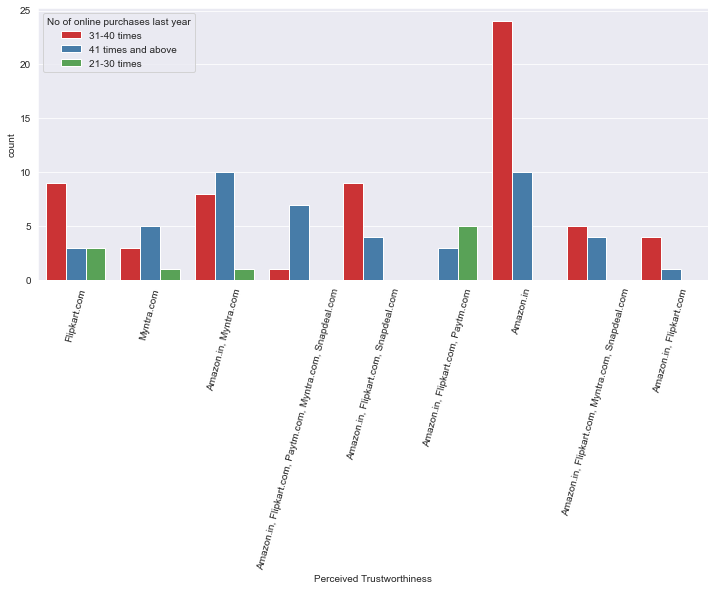 No of online purchases last year
31-40 times
41 times and above
21-30 times
25
20
15
10
5
0
count
Flipkart.com
Myntra.com
Amazon.in, Myntra.com
Amazon.in, Flipkart.com, Paytm.com, Myntra.com, Snapdeal.com
Amazon.in, Flipkart.com, Snapdeal.com
Amazon.in, Flipkart.com, Paytm.com
Amazon.in
Amazon.in, Flipkart.com, Myntra.com, Snapdeal.com
Amazon.in, Flipkart.com
Perceived Trustworthiness